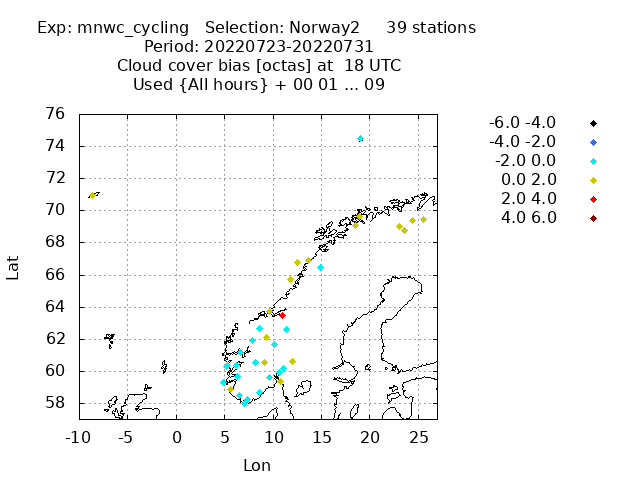 Exp: mnwc_cycling   Selection: Norway2     39 stations
Period: 20220723-20220731
Cloud cover bias [octas] at  18 UTC
Used {All hours} + 00 01 ... 09
76
74
72
70
68
66
64
62
60
58
Lat
-10 -5 0 5 10 15 20 25
Lon
-6.0 -4.0
-4.0 -2.0
-2.0 0.0
0.0 2.0
2.0 4.0
4.0 6.0